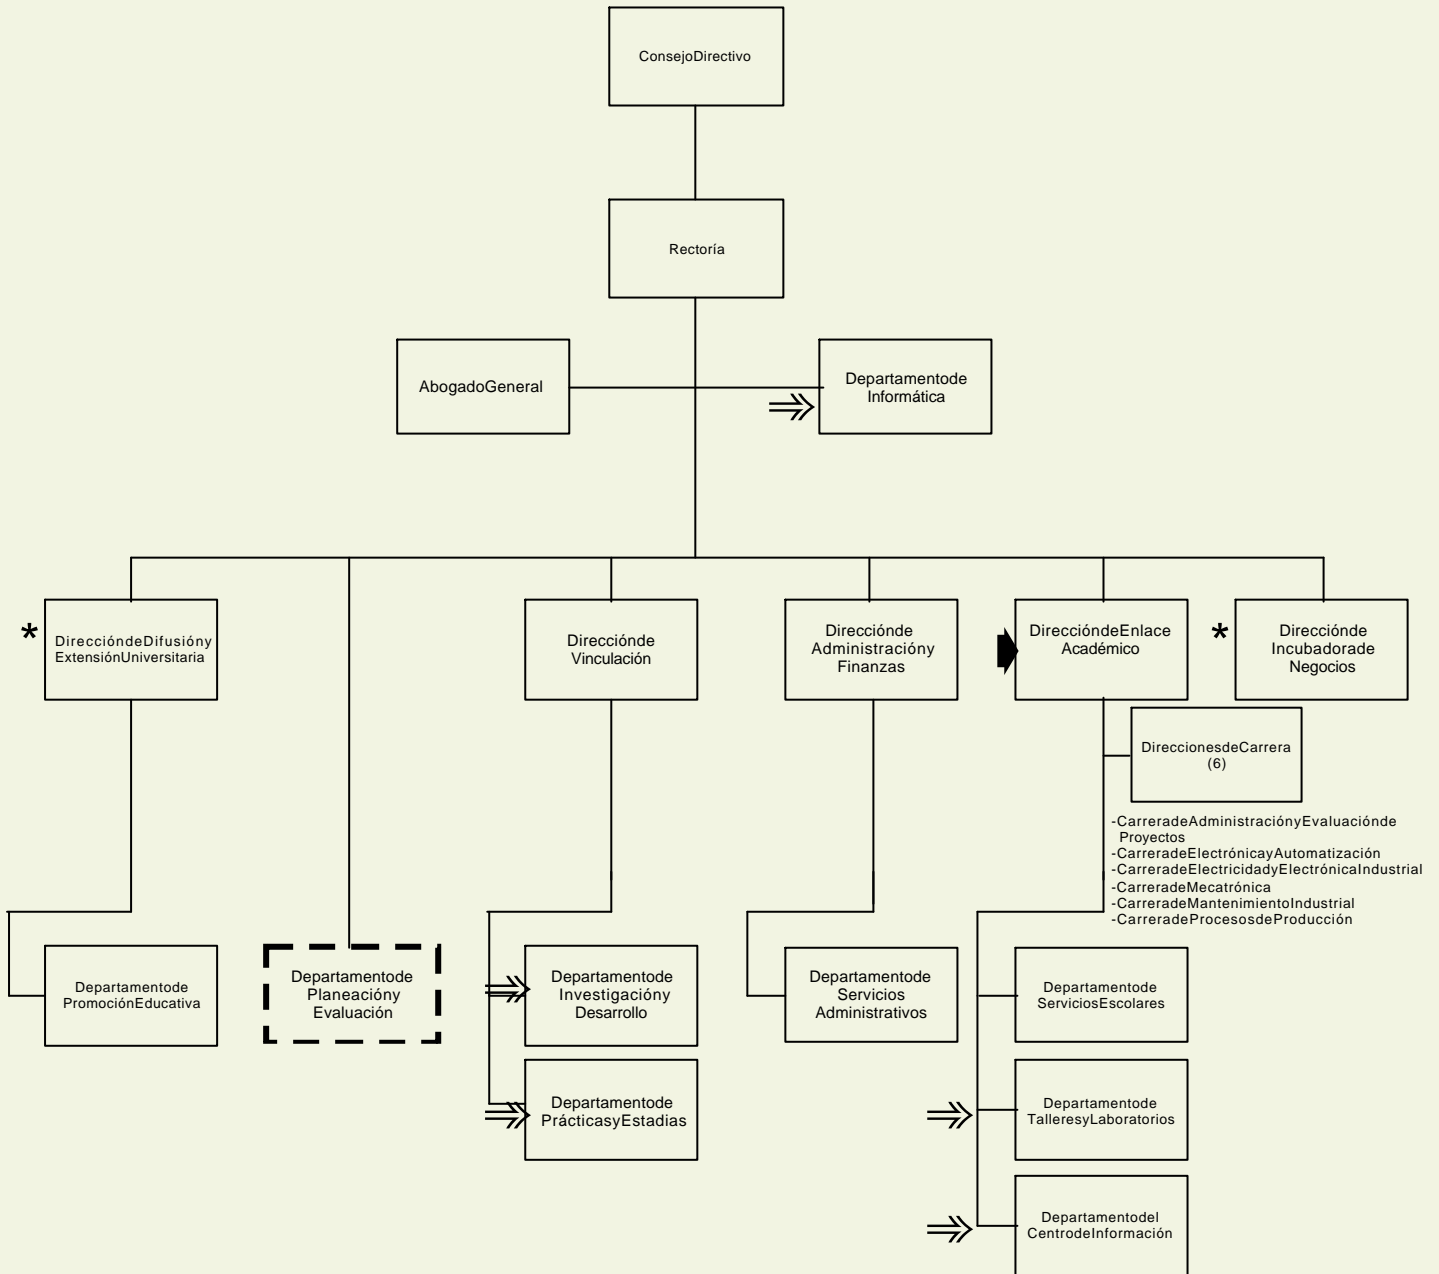 ConsejoDirectivo
Rectoría
AbogadoGeneral
Departamentode
Informática
*
DireccióndeDifusióny
ExtensiónUniversitaria
Direcciónde
Vinculación
Direcciónde
Administracióny
Finanzas
DireccióndeEnlace
Académico
*
Direcciónde
Incubadorade
Negocios
DireccionesdeCarrera
(6)
-CarreradeAdministraciónyEvaluaciónde
Proyectos
-CarreradeElectrónicayAutomatización
-CarreradeElectricidadyElectrónicaIndustrial
-CarreradeMecatrónica
-CarreradeMantenimientoIndustrial
-CarreradeProcesosdeProducción
Departamentode
PromociónEducativa
Departamentode
Planeacióny
Evaluación
Departamentode
Investigacióny
Desarrollo
Departamentode
Servicios
Administrativos
Departamentode
ServiciosEscolares
Departamentode
PrácticasyEstadias
Departamentode
TalleresyLaboratorios
Departamentodel
CentrodeInformación